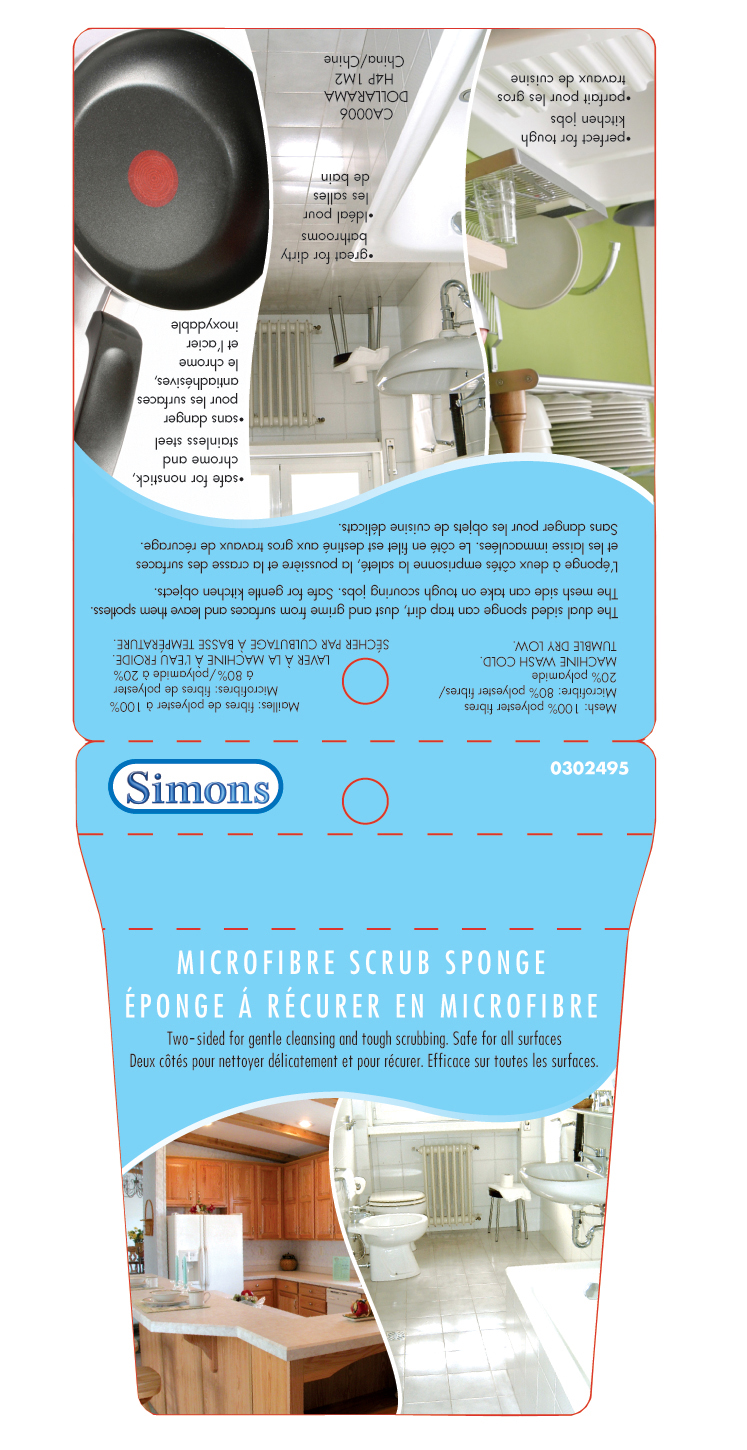 Simons
0302495
MICROFIBRE SCRUB SPONGE
ÉPONGE Á RÉCURER EN MICROFIBRE
Two-sided for gentle cleansing and tough scrubbing. Safe for all surfaces
Deux côtés pour nettoyer délicatement et pour récurer. Efficace sur toutes les surfaces.
Mesh: 100% polyester fibres
Microfibre: 80% polyester fibres/
20% polyamide
MACHINE WASH COLD.
TUMBLE DRY LOW.
Mailles: fibres de polyester à 100%
Microfibres: fibres de polyester
à 80%/polyamide à 20%
LAVER À LA MACHINE À L'EAU FROIDE.
SÉCHER PAR CULBUTAGE À BASSE TEMPÉRATURE.
The dual sided sponge can trap dirt, dust and grime from surfaces and leave them spotless.
The mesh side can take on tough scouring jobs. Safe for gentle kitchen objects.
L'éponge à deux côtés emprisonne la saleté, la poussière et la crasse des surfaces
et les laisse immaculées. Le côté en filet est destiné aux gros travaux de récurage.
Sans danger pour les objets de cuisine délicats.
•perfect for tough
kitchen jobs
•parfait pour les gros
travaux de cuisine
•great for dirty
bathrooms
•Idéal pour
les salles
de bain
CA0006
DOLLARAMA
H4P 1M2
China/Chine
•safe for nonstick,
chrome and
stainless steel
•sans danger
pour les surfaces
antiadhésives,
le chrome
et l'acier
inoxydable